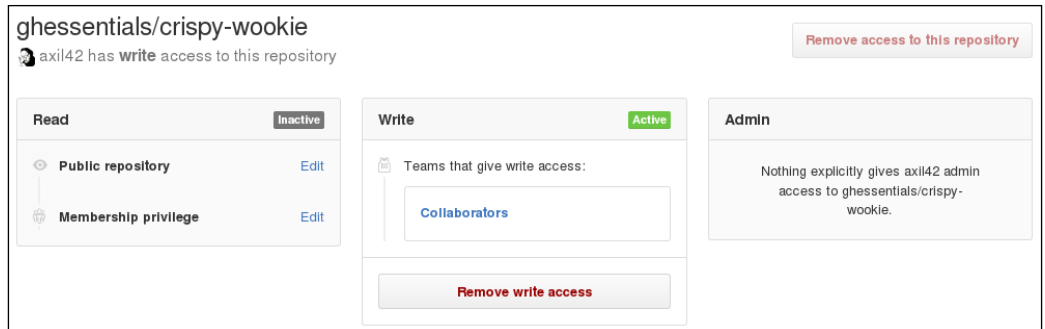 ghessentials/crispy-wookie
axil42 has write access to this repository
Remove access to this repository
Read
Inactive
Public repository
Edit
Membership privilege
Edit
Write
Active
Teams that give write access:
Collaborators
Remove write access
Admin
Nothing explicitly gives axil42 admin
access to ghessentials/crispy-
wookie.